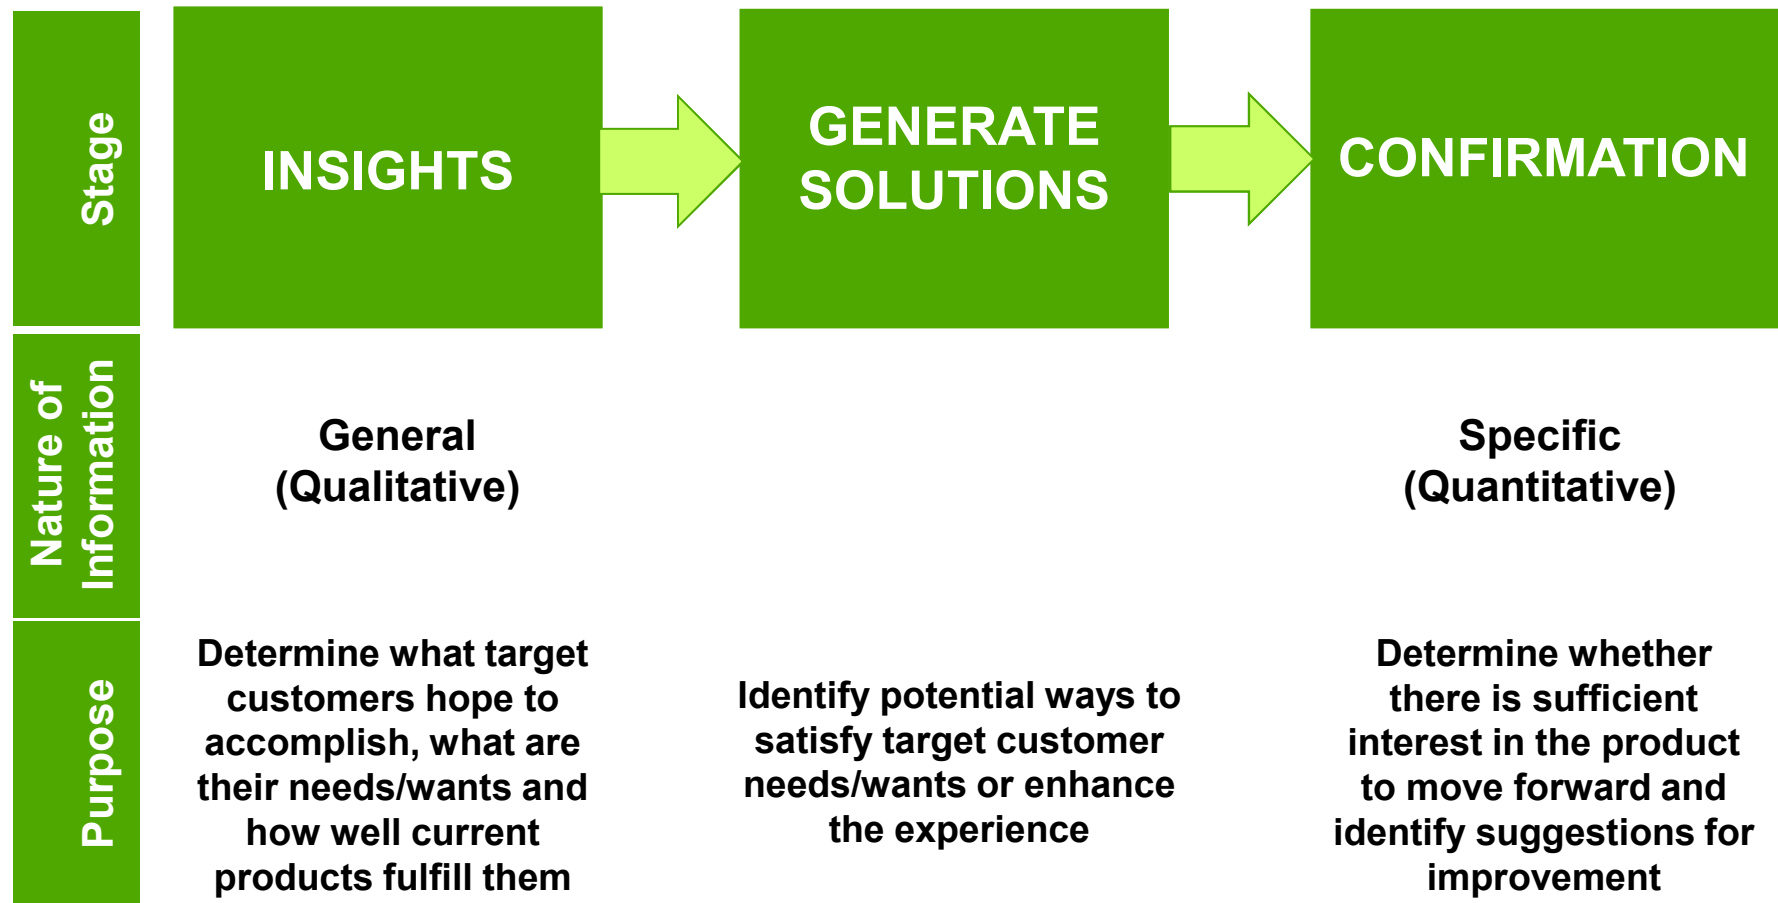 Stage
INSIGHTS
GENERATE
SOLUTIONS
CONFIRMATION
Nature of
Information
General
(Qualitative)
Specific
(Quantitative)
Purpose
Determine what target
customers hope to
accomplish, what are
their needs/wants and
how well current
products fulfill them
Identify potential ways to
satisfy target customer
needs/wants or enhance
the experience
Determine whether
there is sufficient
interest in the product
to move forward and
identify suggestions for
improvement